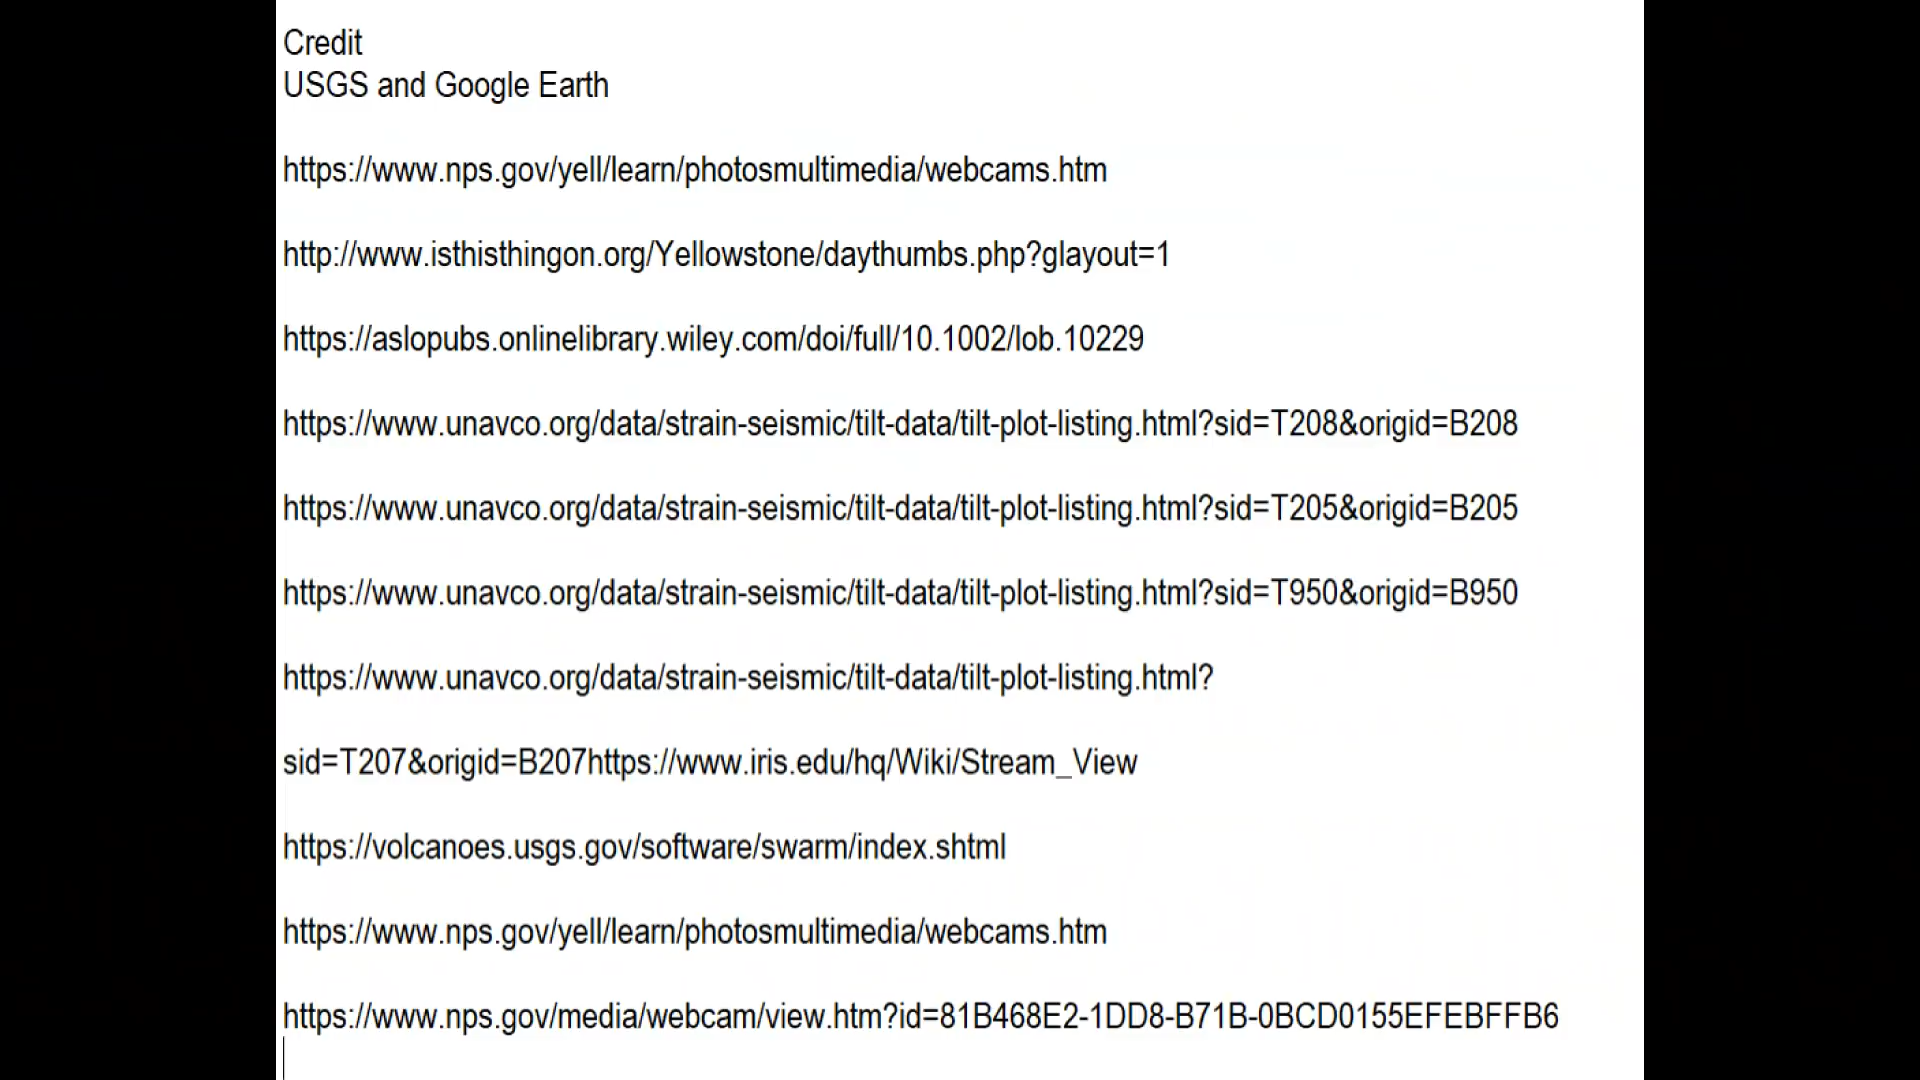 Credit
USGS and Google Earth
https://www.nps.gov/yell/learn/photosmultimedia/webcams.htm
http://www.isthisthingon.org/Yellowstone/daythumbs.php?glayout=1
https://aslopubs.onlinelibrary.wiley.com/doi/full/10.1002/lob.10229
https://www.unavco.org/data/strain-seismic/tilt-data/tilt-plot-listing.html?sid=T208&origid=B208
https://www.unavco.org/data/strain-seismic/tilt-data/tilt-plot-listing.html?sid=T205&origid=B205
https://www.unavco.org/data/strain-seismic/tilt-data/tilt-plot-listing.html?sid=T950&origid=B950
https://www.unavco.org/data/strain-seismic/tilt-data/tilt-plot-listing.html?
sid=T207&origid=B207https://www.iris.edu/hq/Wiki/Stream_View
https://volcanoes.usgs.gov/software/swarm/index.shtml
https://www.nps.gov/yell/learn/photosmultimedia/webcams.htm
https://www.nps.gov/media/webcam/view.htm?id=81B468E2-1DD8-B71B-0BCD0155EFEBFFB6